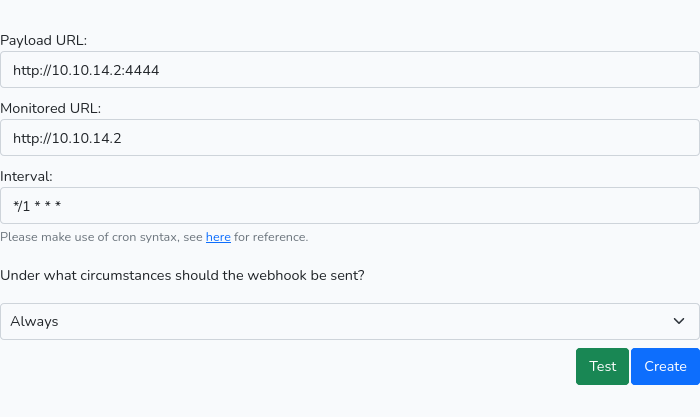 Payload URL:
http://10.10.14.2:4444
Monitored URL:
http://10.10.14.2
Interval:
*/1 * * *
Please make use of cron syntax, see here for reference.
Under what circumstances should the webhook be sent?
Always
Test Create